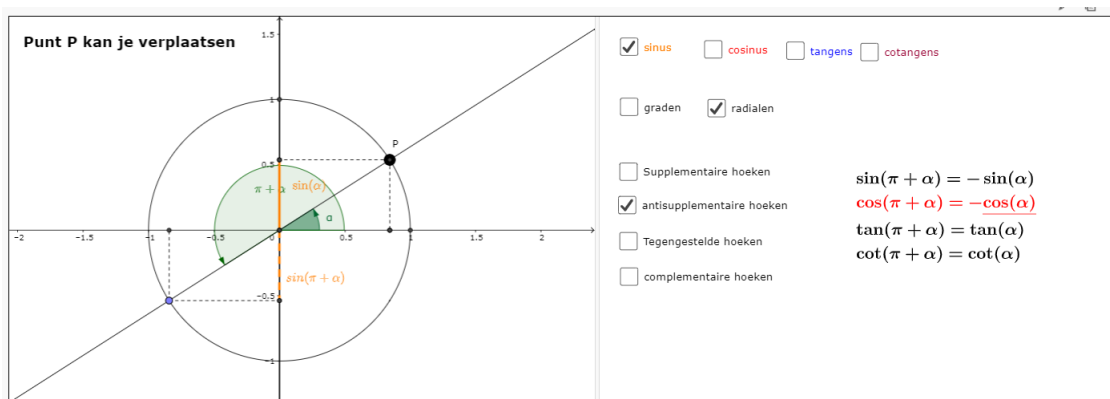 Punt P kan je verplaatsen
1.5
1
0.5
-0.5
-1
-2
-1.5
-1
-0.5
0
0.5
1
1.5
2
P
π + α
sin(α)
α
sin(π + α)
sinus
cosinus
tangens
cotangens
graden
radialen
Supplementaire hoeken
antisupplementaire hoeken
Tegengestelde hoeken
complementaire hoeken
sin(π + α) = − sin(α)
cos(π + α) = −cos(α)
tan(π + α) = tan(α)
cot(π + α) = cot(α)